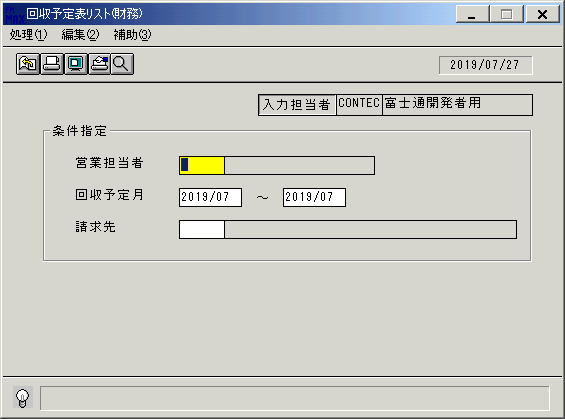 回収予定表リスト(財務)
処理(1) 編集(2) 補助(3)
2019/07/27
入力担当者 CONTEC 富士通開発者用
条件指定
営業担当者
回収予定月 2019/07 ～ 2019/07
請求先